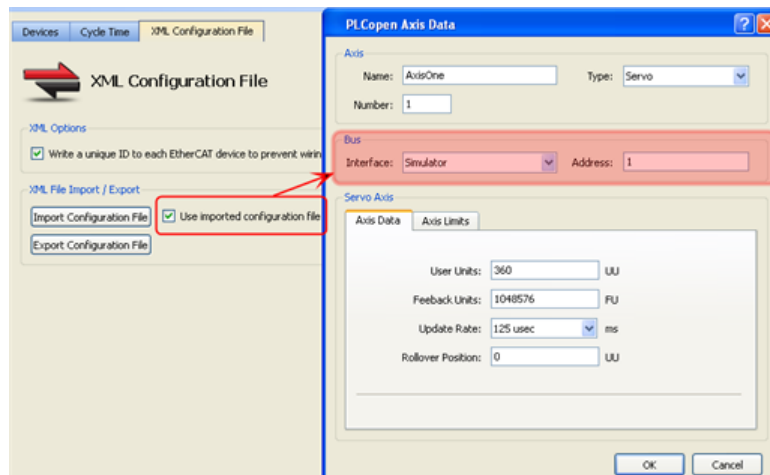 Devices
Cycle Time
XML Configuration File
XML Configuration File
XML Options
Write a unique ID to each EtherCAT device to prevent wirin
XML File Import / Export
Import Configuration File
Use imported configuration file
Export Configuration File
PLCopen Axis Data
Axis
Name: AxisOne
Type: Servo
Number: 1
Bus
Interface: Simulator
Address: 1
Servo Axis
Axis Data
Axis Limits
User Units: 360 UU
Feeback Units: 1048576 FU
Update Rate: 125 usec ms
Rollover Position: 0 UU
OK
Cancel